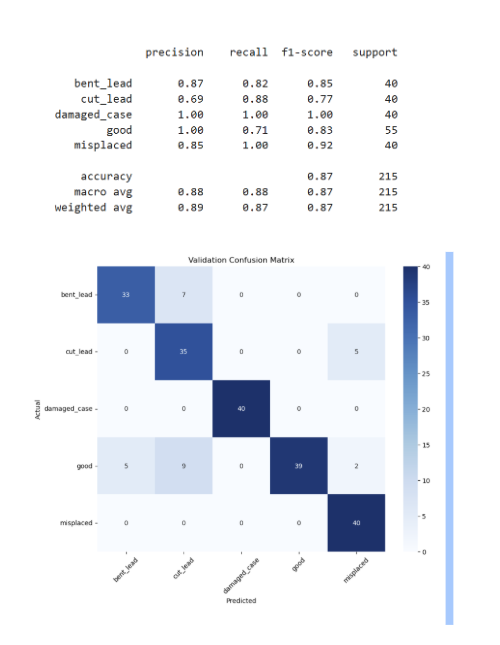 precision recall f1-score support
bent_lead 0.87 0.82 0.85 40
cut_lead 0.69 0.88 0.77 40
damaged_case 1.00 1.00 1.00 40
good 1.00 0.71 0.83 55
misplaced 0.85 1.00 0.92 40
accuracy 0.87 215
macro avg 0.88 0.88 0.87 215
weighted avg 0.89 0.87 0.87 215
Validation Confusion Matrix
bent_lead 33 7 0 0 0
cut_lead 0 35 0 0 5
damaged_case 0 0 40 0 0
good 5 9 0 39 2
misplaced 0 0 0 0 40
Actual
bent_lead cut_lead damaged_case good misplaced
Predicted
40
35
30
25
20
15
10
5
0